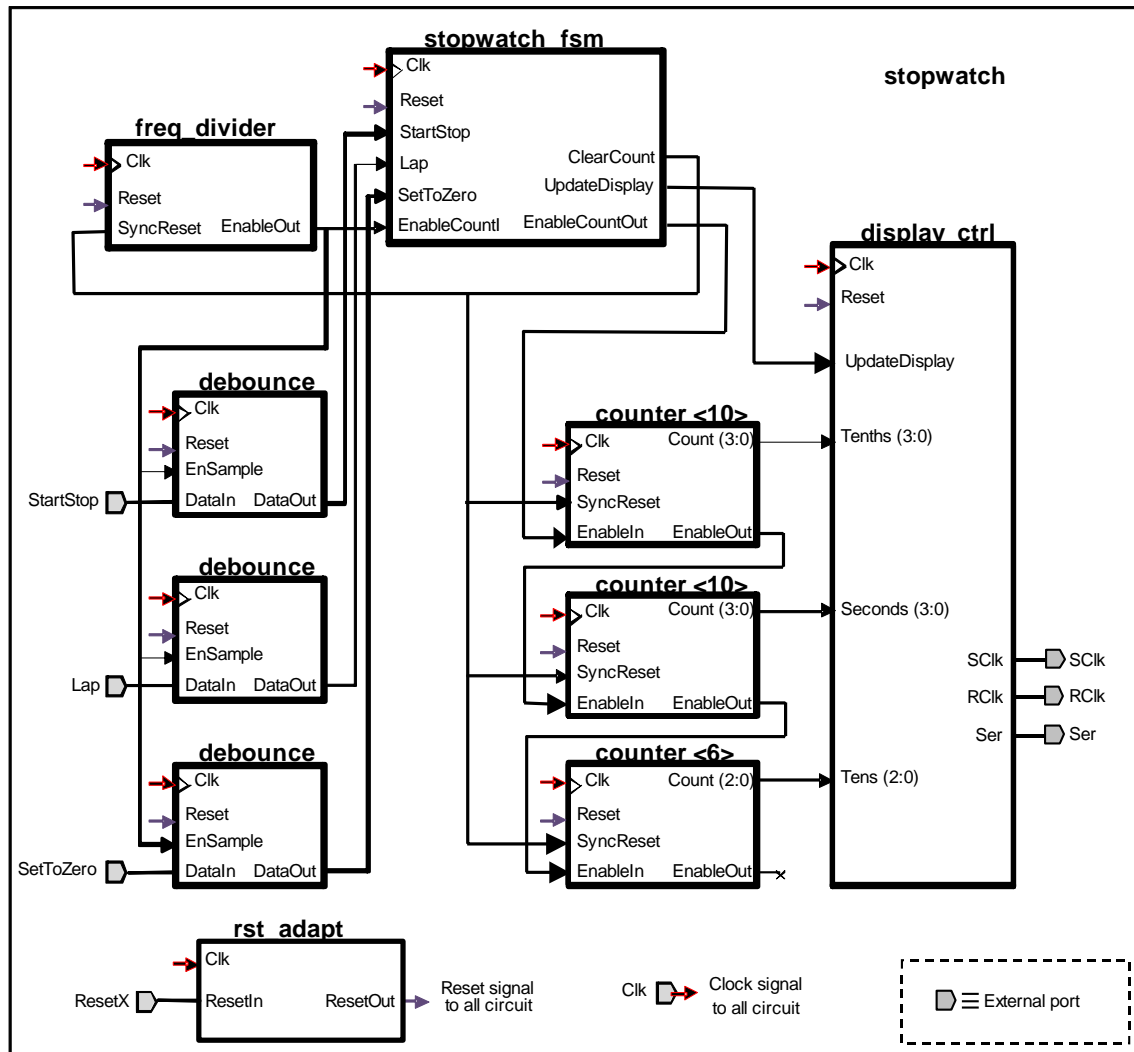 stopwatch_fsm
Clk
Reset
StartStop
Lap
SetToZero
EnableCountI
ClearCount
UpdateDisplay
EnableCountOut
stopwatch
freq_divider
Clk
Reset
SyncReset EnableOut
display_ctrl
Clk
Reset
UpdateDisplay
Tenths (3:0)
Seconds (3:0)
Tens (2:0)
SClk
RClk
Ser
SClk
RClk
Ser
debounce
Clk
Reset
EnSample
DataIn DataOut
StartStop
debounce
Clk
Reset
EnSample
DataIn DataOut
Lap
debounce
Clk
Reset
EnSample
DataIn DataOut
SetToZero
counter <10>
Clk Count (3:0)
Reset
SyncReset
EnableIn EnableOut
counter <10>
Clk Count (3:0)
Reset
SyncReset
EnableIn EnableOut
counter <6>
Clk Count (2:0)
Reset
SyncReset
EnableIn EnableOut
rst_adapt
Clk
ResetX
ResetIn ResetOut
Reset signal
to all circuit
Clk
Clock signal
to all circuit
External port